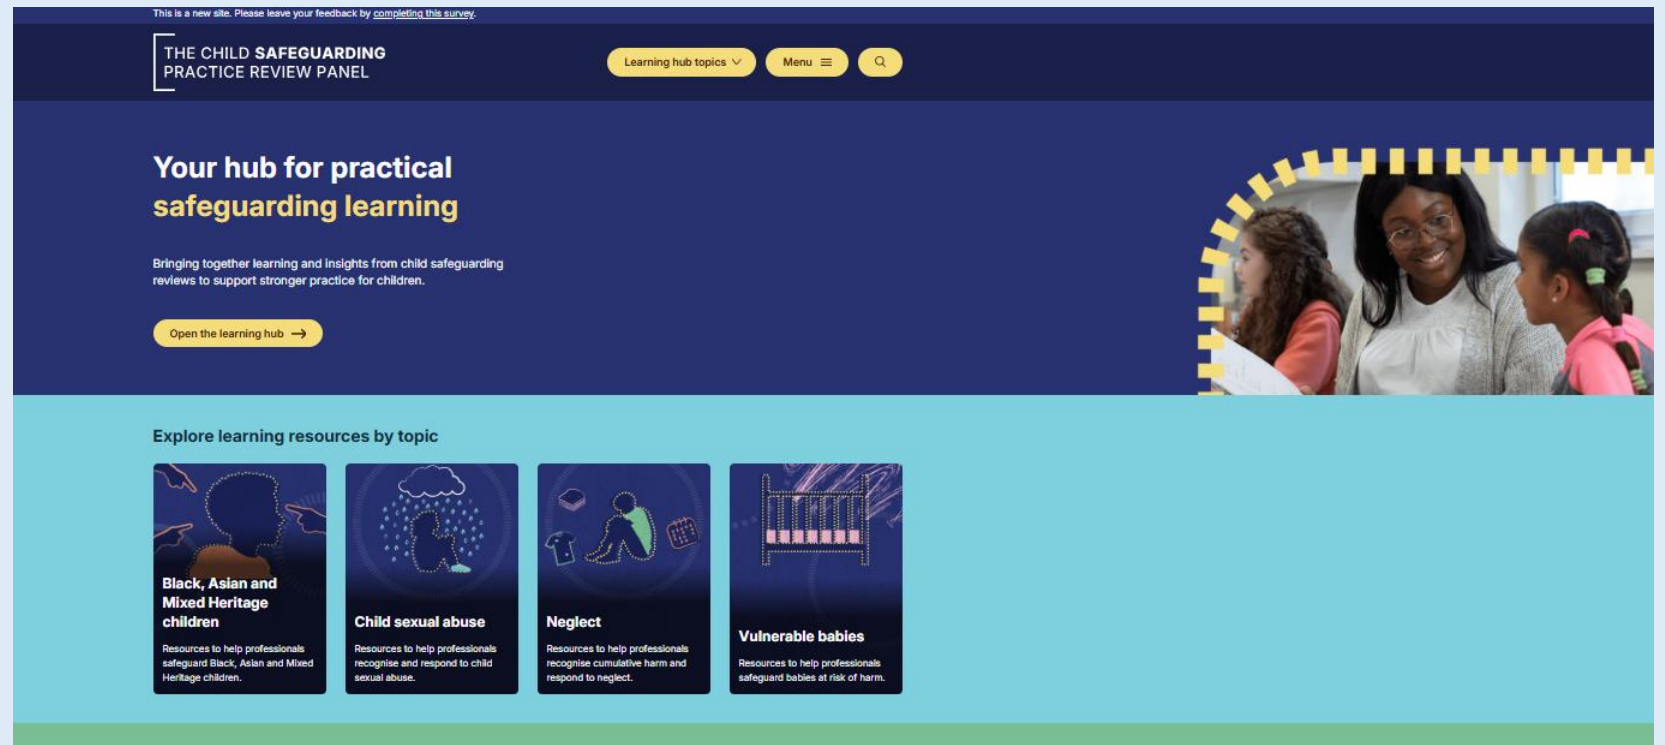 This is a new site. Please leave your feedback by completing this survey.
THE CHILD SAFEGUARDING
PRACTICE REVIEW PANEL
Learning hub topics
Menu
Your hub for practical
safeguarding learning
Bringing together learning and insights from child safeguarding
reviews to support stronger practice for children.
Open the learning hub
Explore learning resources by topic
Black, Asian and
Mixed Heritage
children
Resources to help professionals
safeguard Black, Asian and Mixed
Heritage children.
Child sexual abuse
Resources to help professionals
recognise and respond to child
sexual abuse.
Neglect
Resources to help professionals
recognise cumulative harm and
respond to neglect.
Vulnerable babies
Resources to help professionals
safeguard babies at risk of harm.